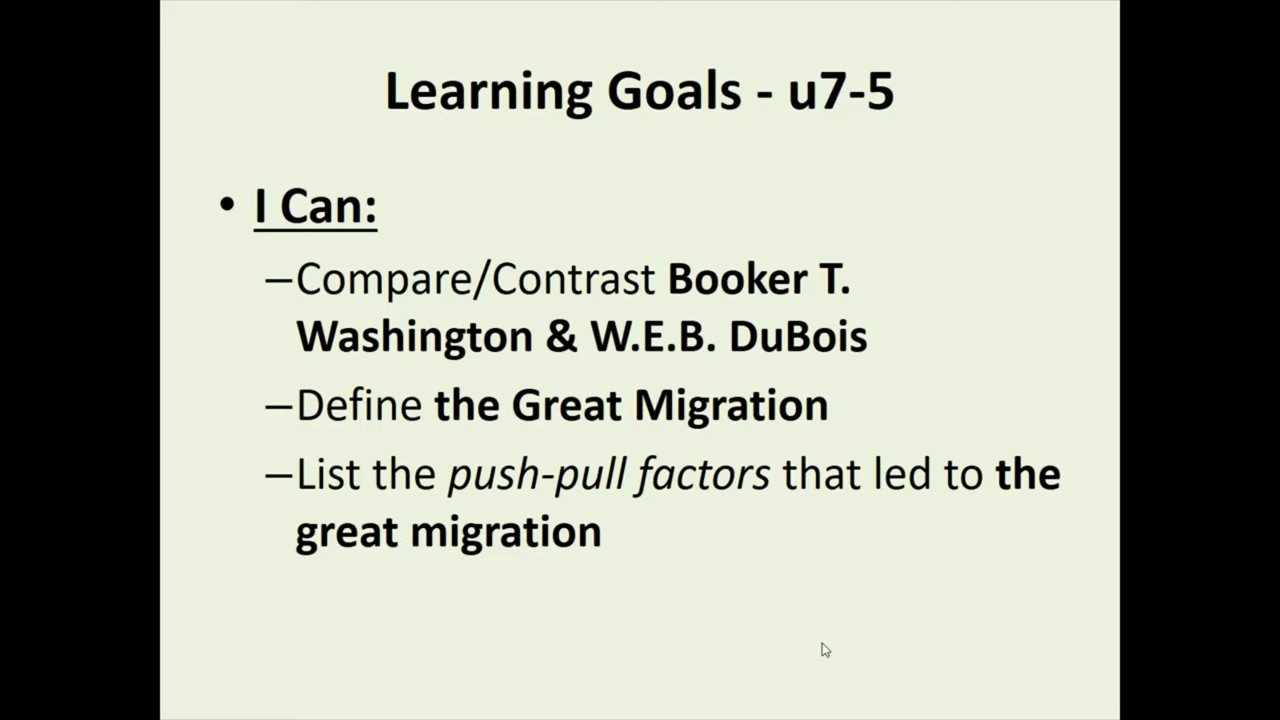 Learning Goals - u7-5
• I Can:
–Compare/Contrast Booker T.
Washington & W.E.B. DuBois
–Define the Great Migration
–List the push-pull factors that led to the
great migration